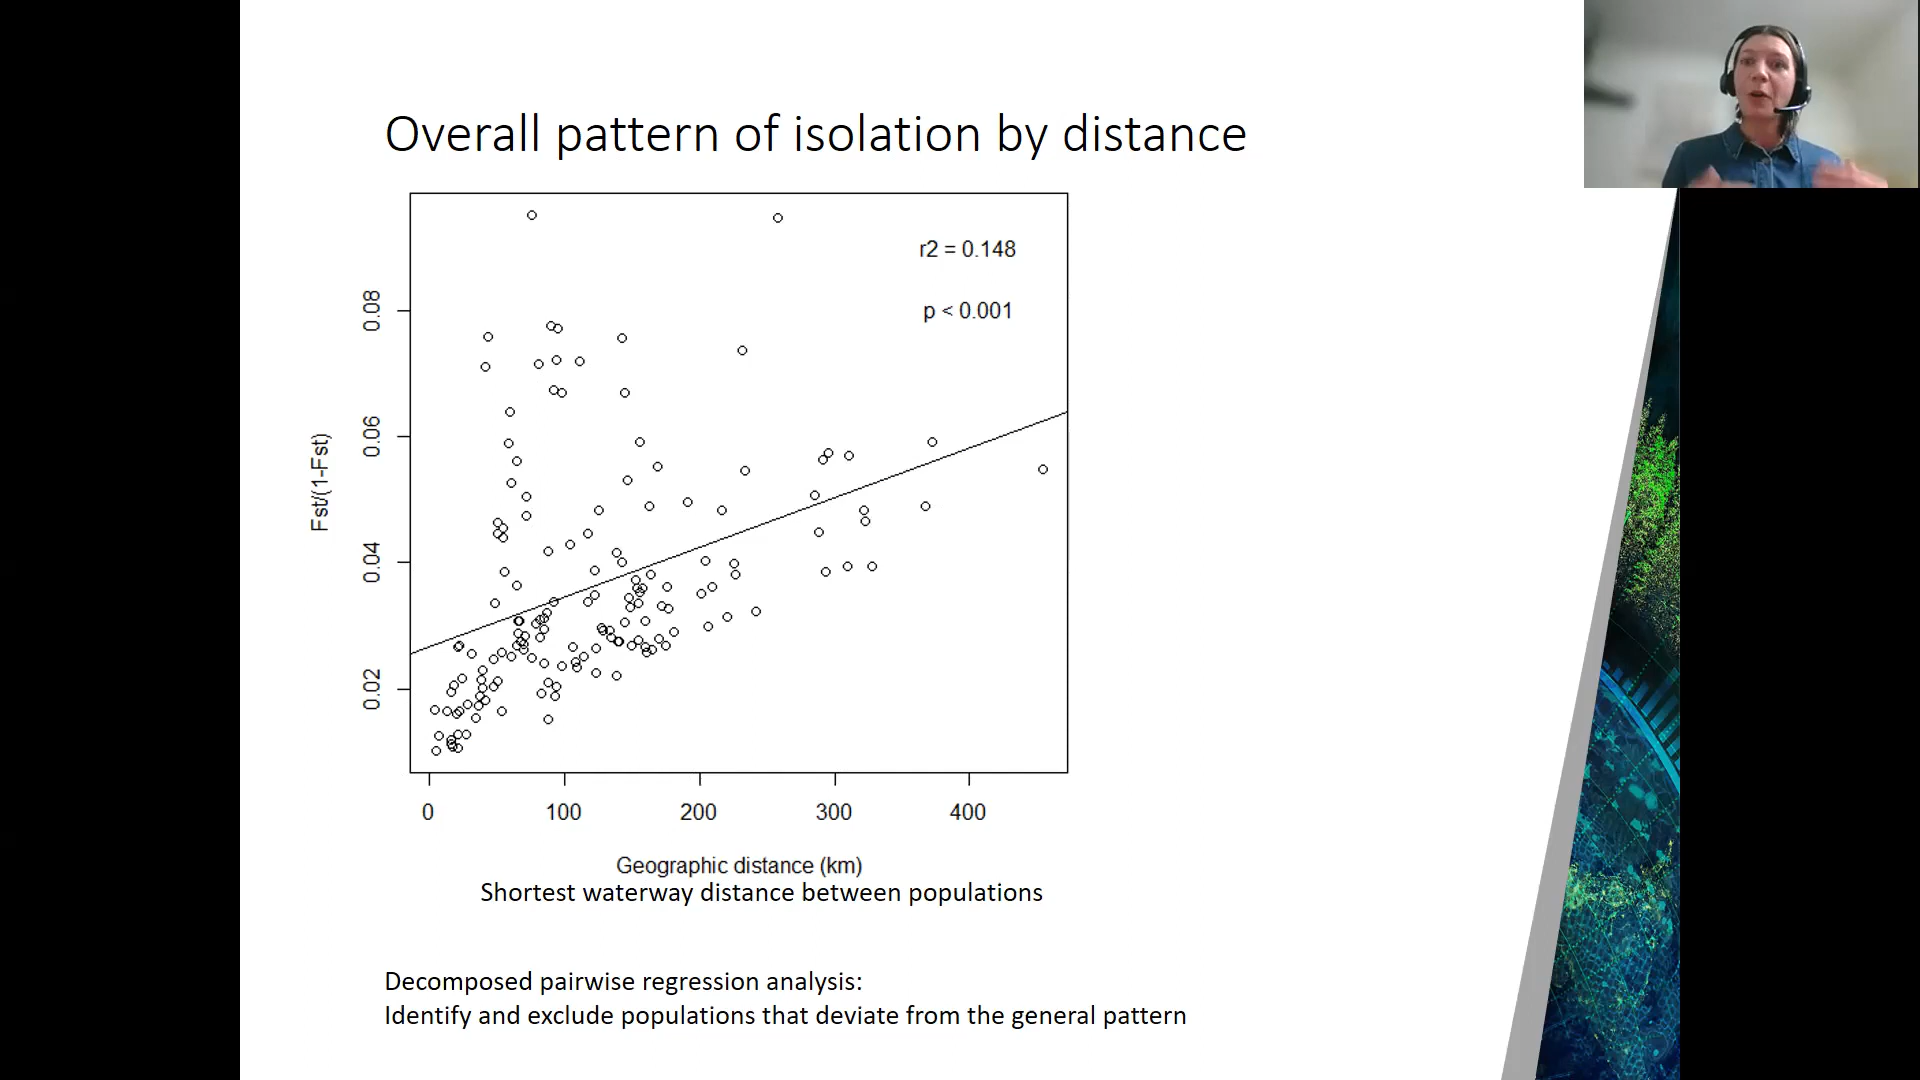 Overall pattern of isolation by distance
r2 = 0.148
p < 0.001
0.08
0.06
0.04
0.02
Fst/(1-Fst)
0 100 200 300 400
Geographic distance (km)
Shortest waterway distance between populations
Decomposed pairwise regression analysis:
Identify and exclude populations that deviate from the general pattern